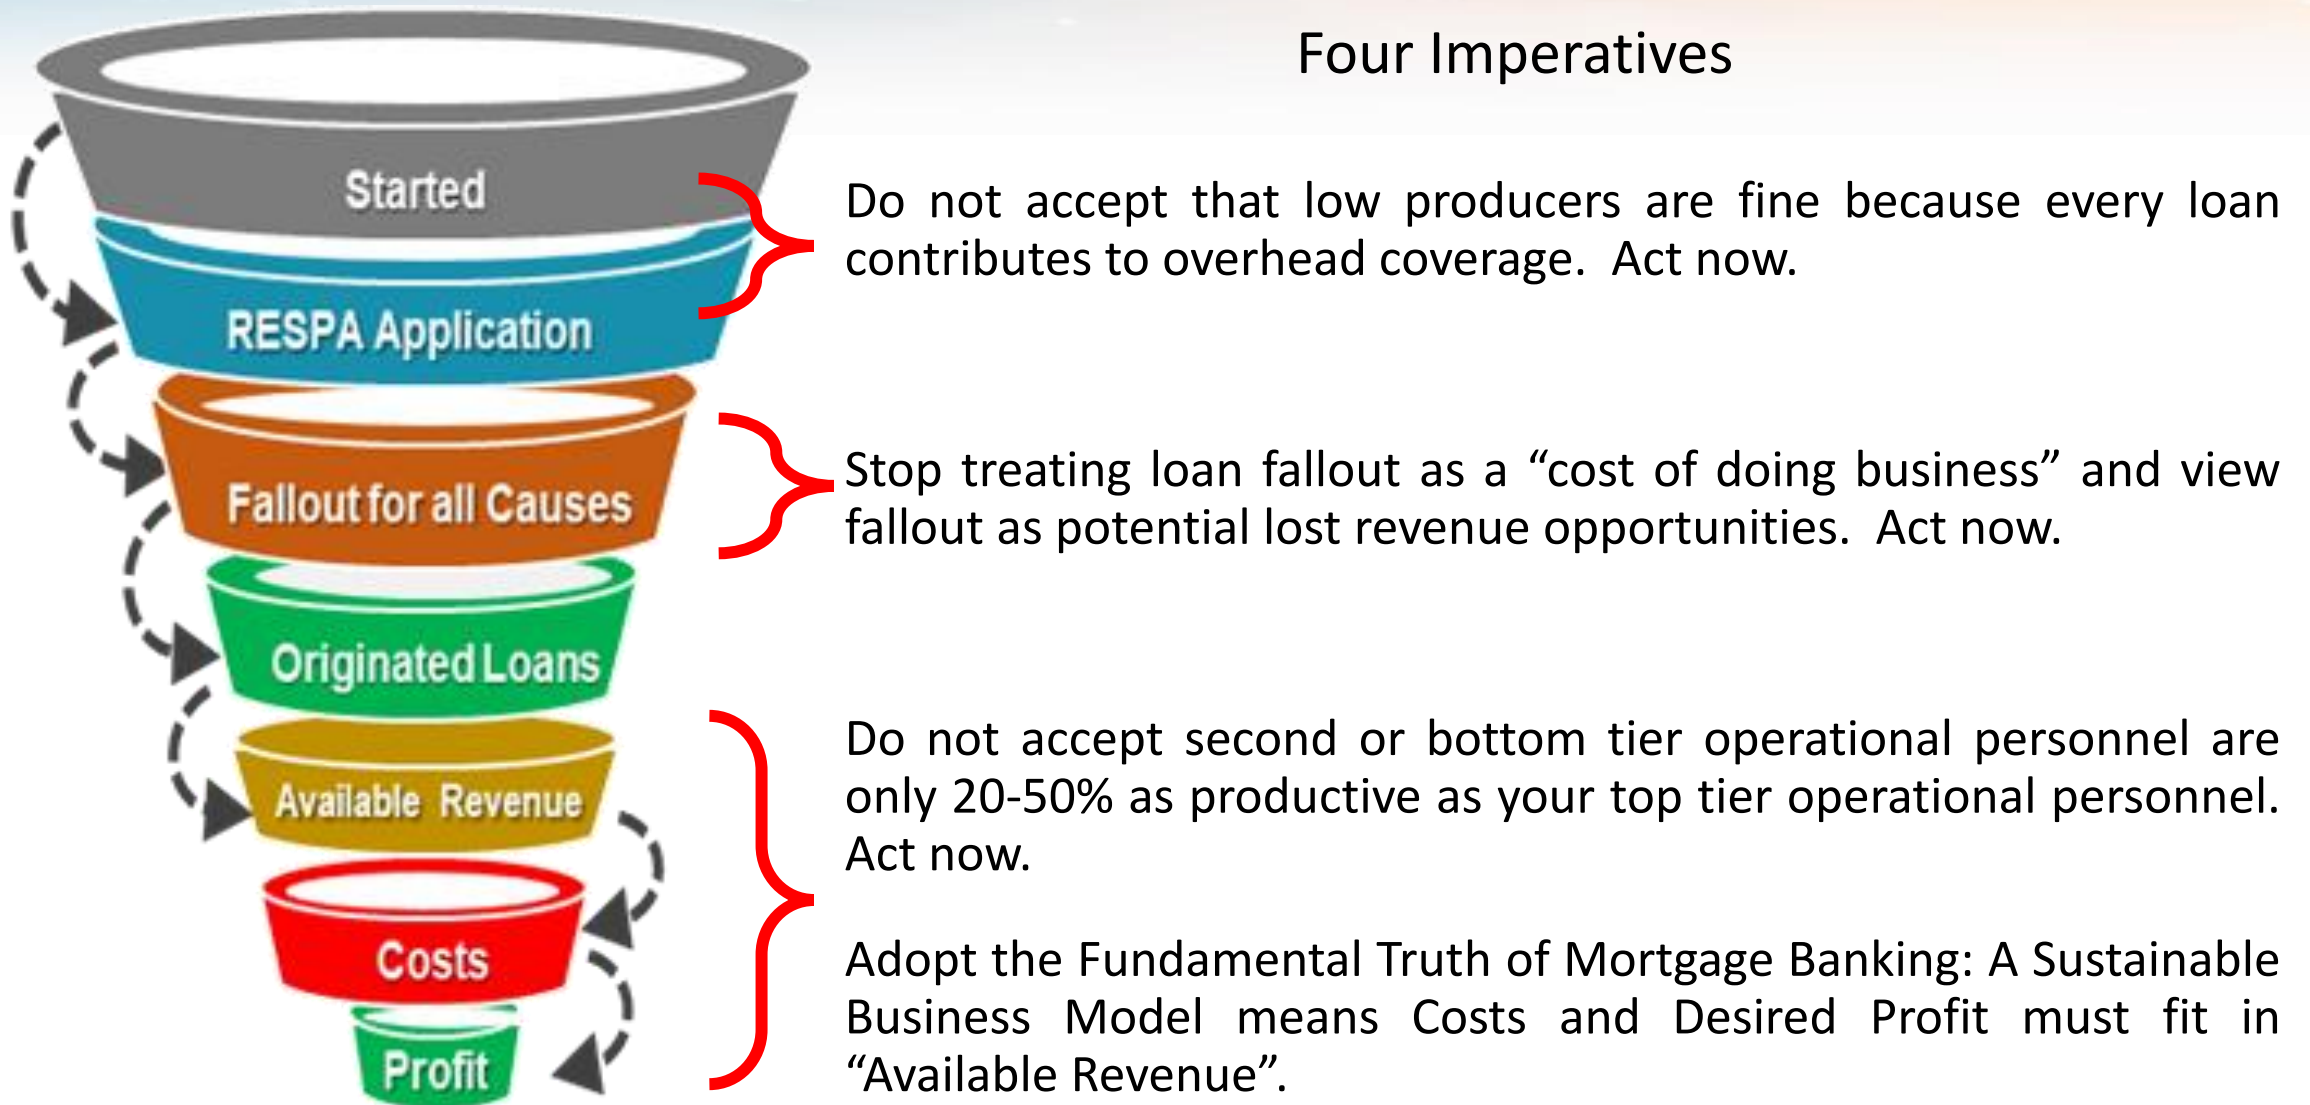 Four Imperatives
Started
RESPA Application
Fallout for all Causes
Originated Loans
Available Revenue
Costs
Profit
Do not accept that low producers are fine because every loan
contributes to overhead coverage. Act now.
Stop treating loan fallout as a “cost of doing business” and view
fallout as potential lost revenue opportunities. Act now.
Do not accept second or bottom tier operational personnel are
only 20-50% as productive as your top tier operational personnel.
Act now.
Adopt the Fundamental Truth of Mortgage Banking: A Sustainable
Business Model means Costs and Desired Profit must fit in
“Available Revenue”.